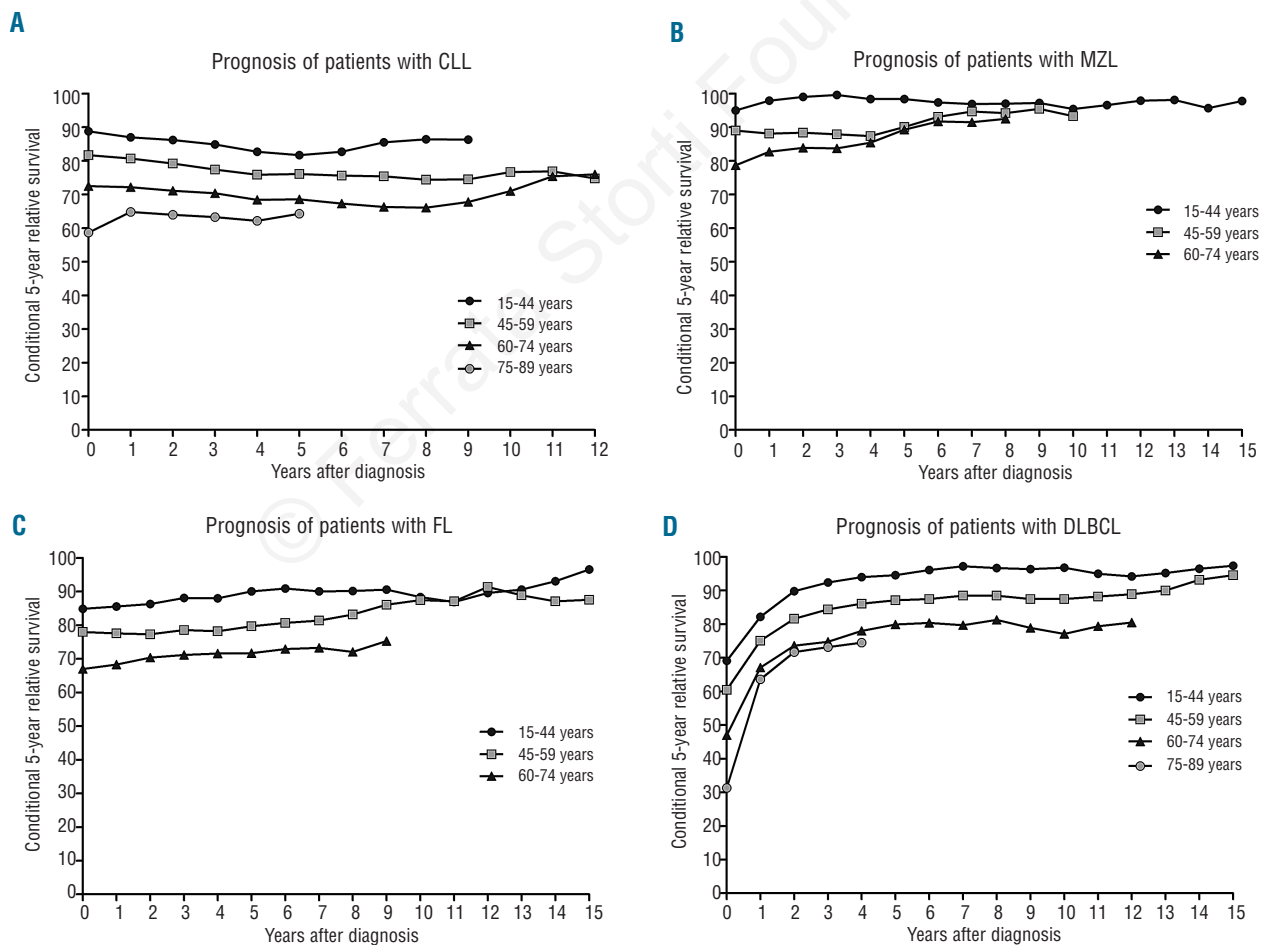 A
Prognosis of patients with CLL
Conditional 5-year relative survival
100
90
80
70
60
50
40
30
20
10
0
0 1 2 3 4 5 6 7 8 9 10 11 12
Years after diagnosis
15-44 years
45-59 years
60-74 years
75-89 years
B
Prognosis of patients with MZL
Conditional 5-year relative survival
100
90
80
70
60
50
40
30
20
10
0
0 1 2 3 4 5 6 7 8 9 10 11 12 13 14 15
Years after diagnosis
15-44 years
45-59 years
60-74 years
C
Prognosis of patients with FL
Conditional 5-year relative survival
100
90
80
70
60
50
40
30
20
10
0
0 1 2 3 4 5 6 7 8 9 10 11 12 13 14 15
Years after diagnosis
15-44 years
45-59 years
60-74 years
D
Prognosis of patients with DLBCL
Conditional 5-year relative survival
100
90
80
70
60
50
40
30
20
10
0
0 1 2 3 4 5 6 7 8 9 10 11 12 13 14 15
Years after diagnosis
15-44 years
45-59 years
60-74 years
75-89 years
© Ferrata Storti